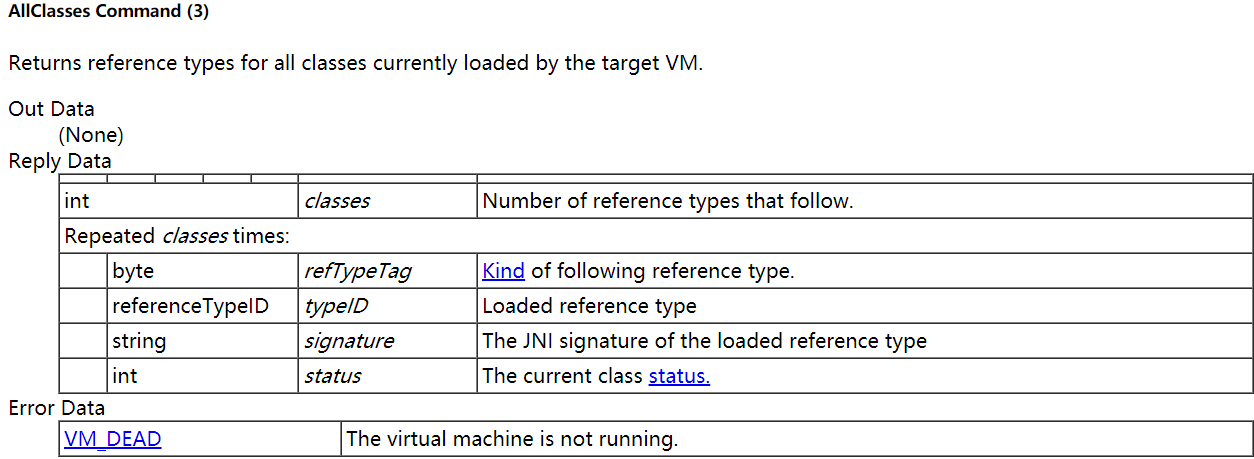 AllClasses Command (3)
Returns reference types for all classes currently loaded by the target VM.
Out Data
(None)
Reply Data
int classes Number of reference types that follow.
Repeated classes times:
byte refTypeTag Kind of following reference type.
referenceTypeID typeID Loaded reference type
string signature The JNI signature of the loaded reference type
int status The current class status.
Error Data
VM_DEAD The virtual machine is not running.